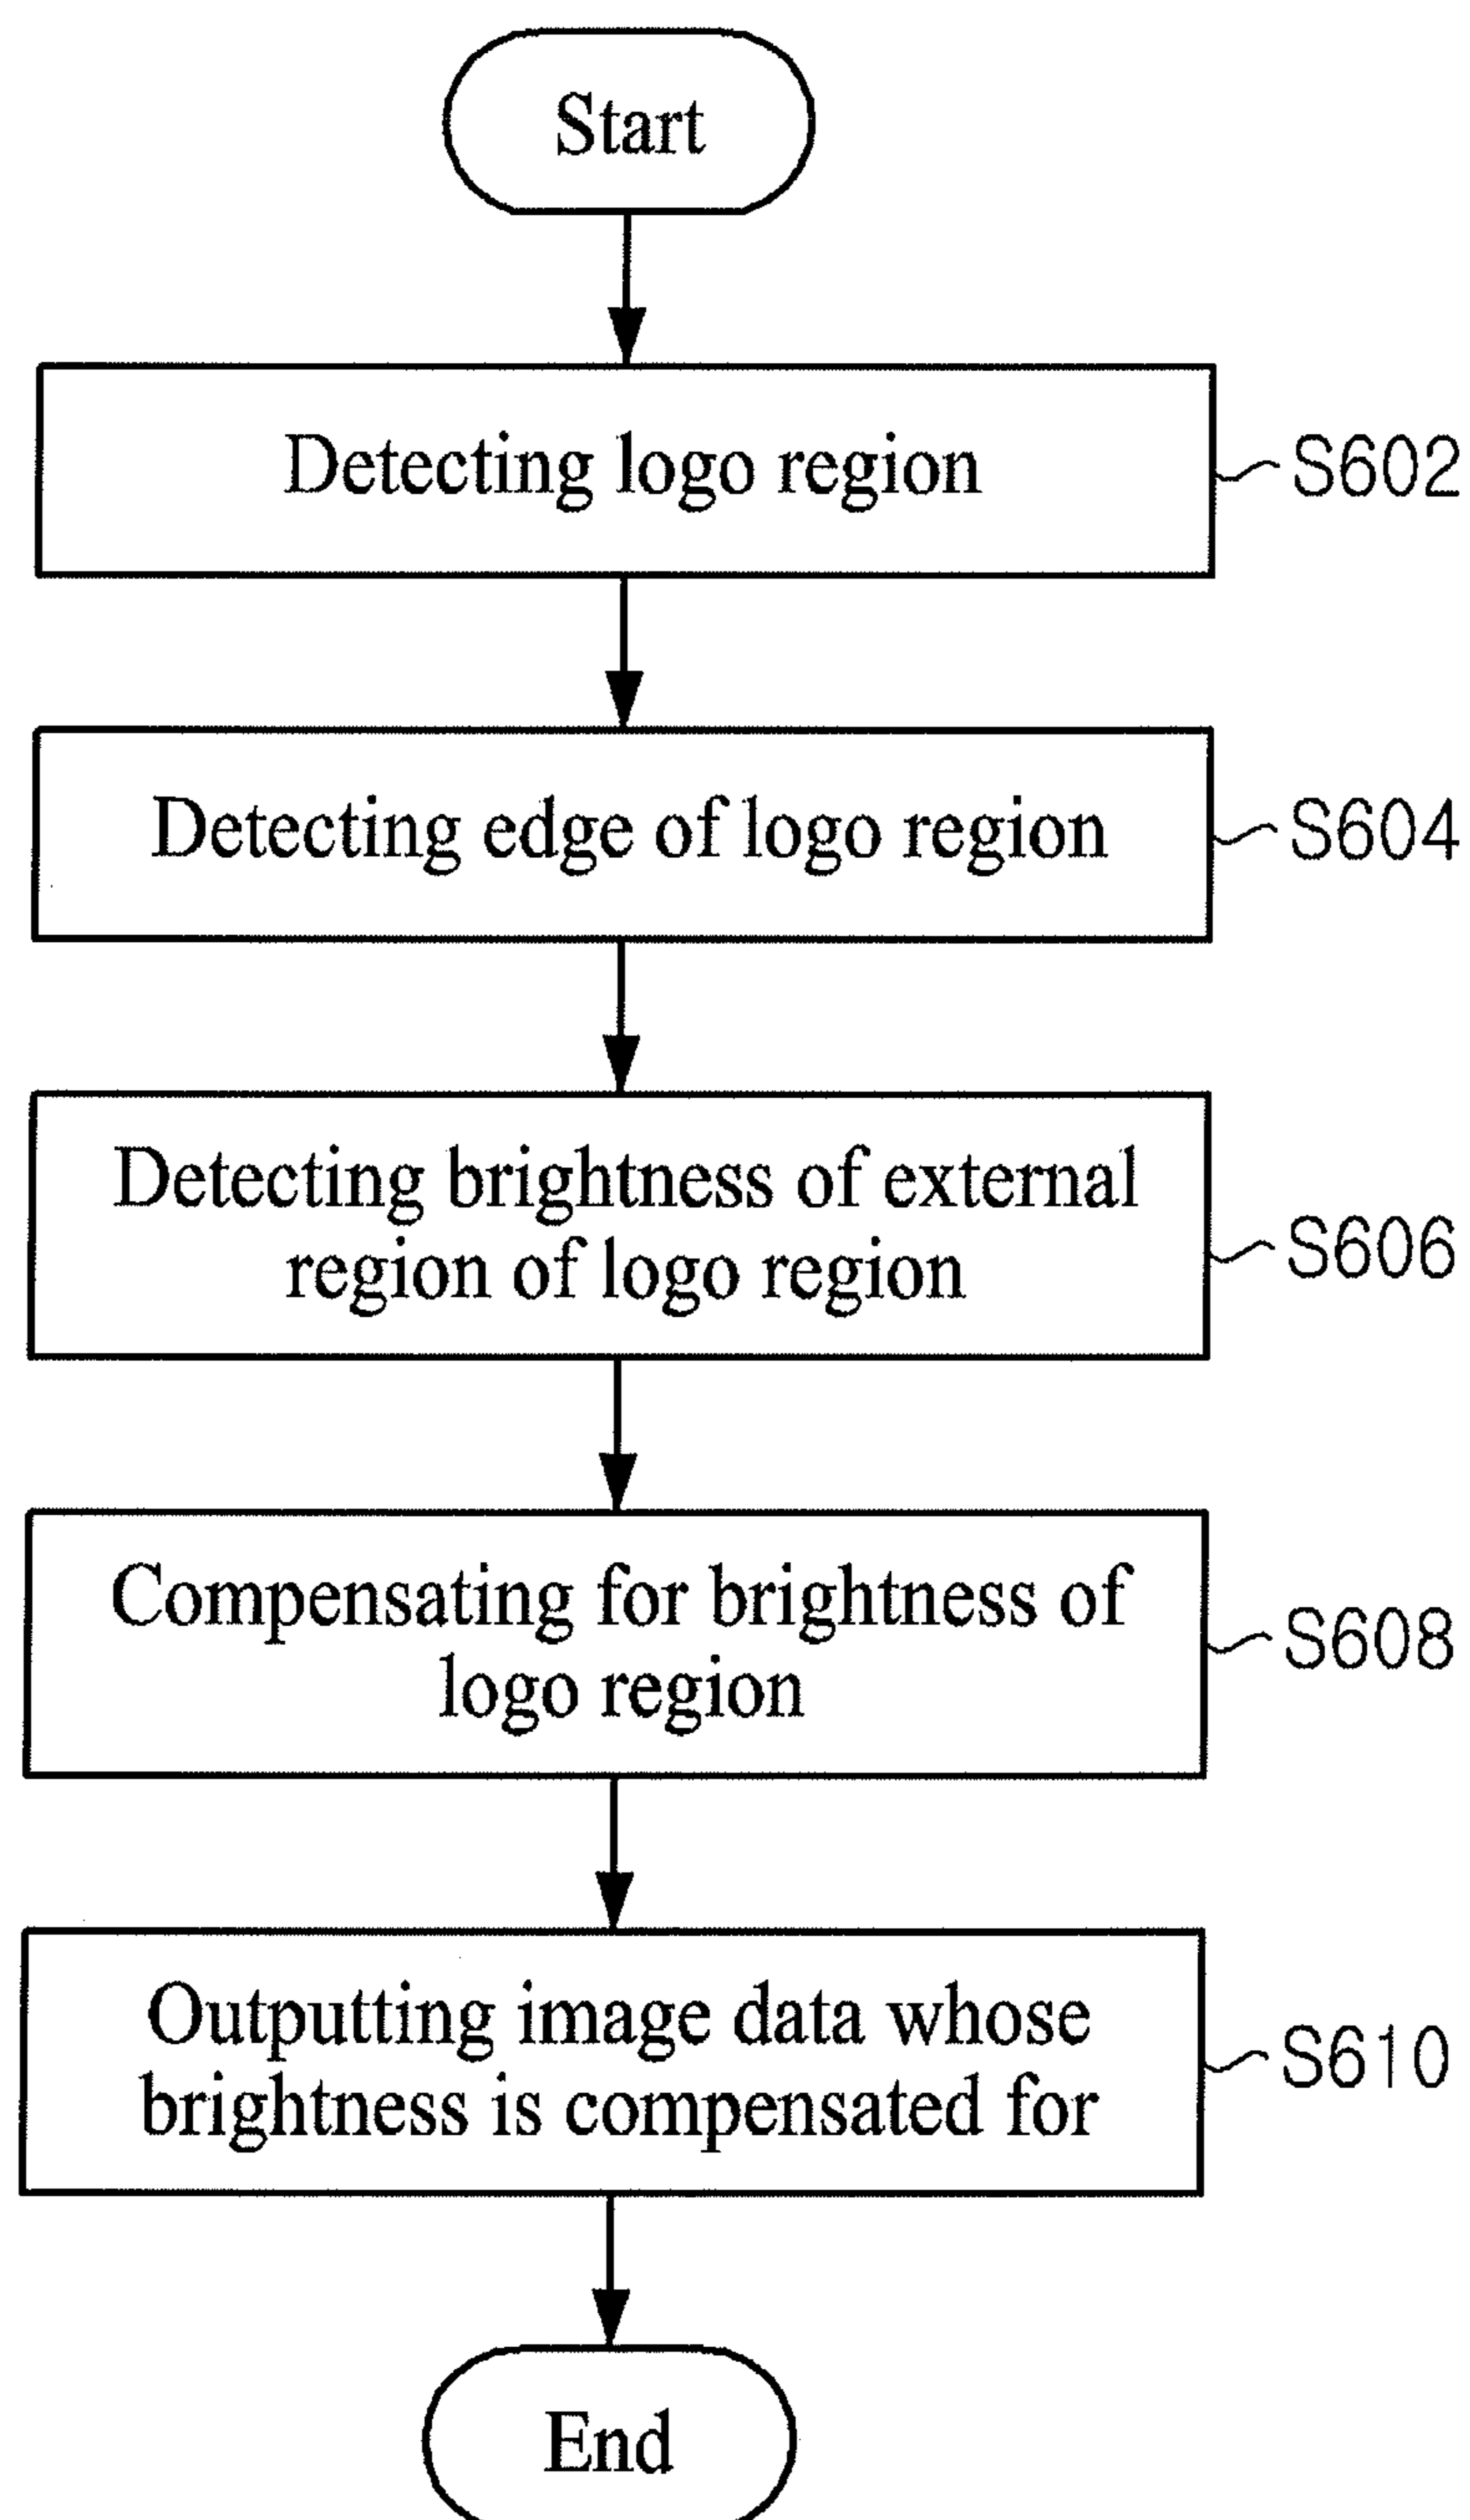 Start
Detecting logo region
S602
Detecting edge of logo region
S604
Detecting brightness of external
region of logo region
S606
Compensating for brightness of
logo region
S608
Outputting image data whose
brightness is compensated for
S610
End